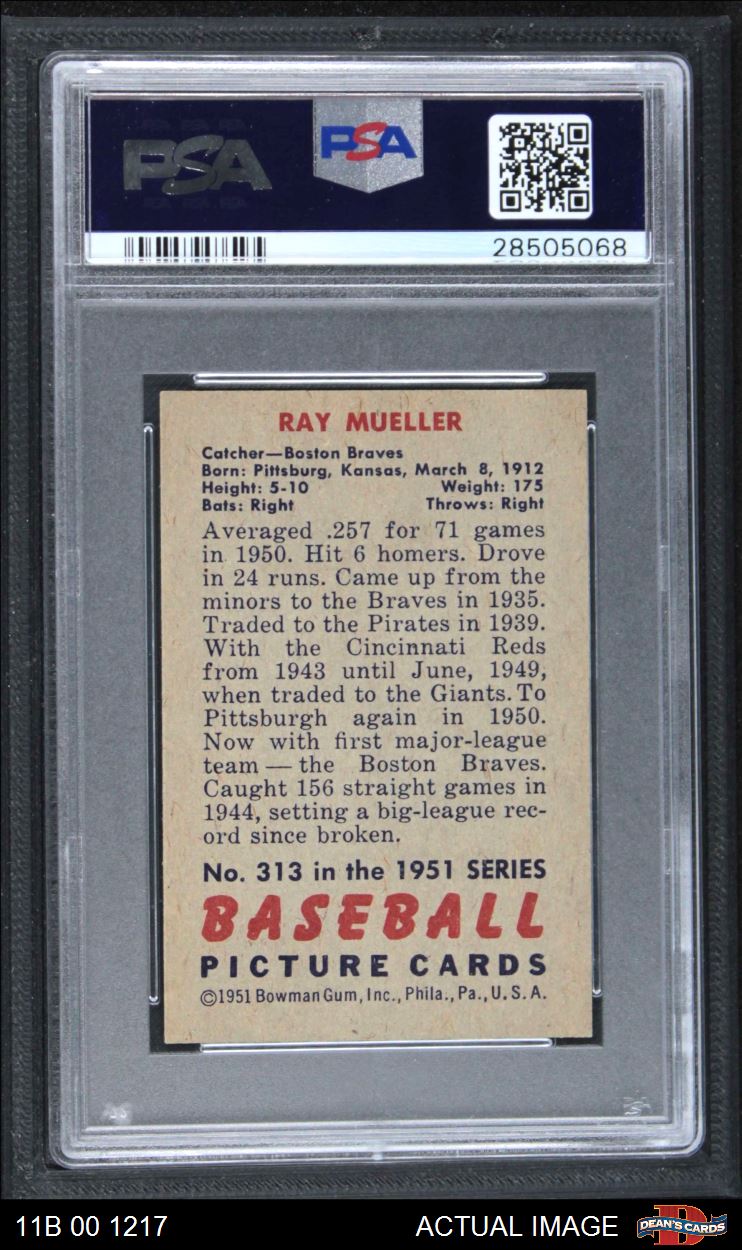 PSA
PSA
28505068
RAY MUELLER
Catcher—Boston Braves
Born: Pittsburg, Kansas, March 8, 1912
Height: 5-10 Weight: 175
Bats: Right Throws: Right
Averaged .257 for 71 games
in 1950. Hit 6 homers. Drove
in 24 runs. Came up from the
minors to the Braves in 1935.
Traded to the Pirates in 1939.
With the Cincinnati Reds
from 1943 until June, 1949,
when traded to the Giants. To
Pittsburgh again in 1950.
Now with first major-league
team — the Boston Braves.
Caught 156 straight games in
1944, setting a big-league rec-
ord since broken.
No. 313 in the 1951 SERIES
BASEBALL
PICTURE CARDS
©1951 Bowman Gum, Inc., Phila., Pa., U.S.A.
11B 00 1217 ACTUAL IMAGE
DEAN'S CARDS